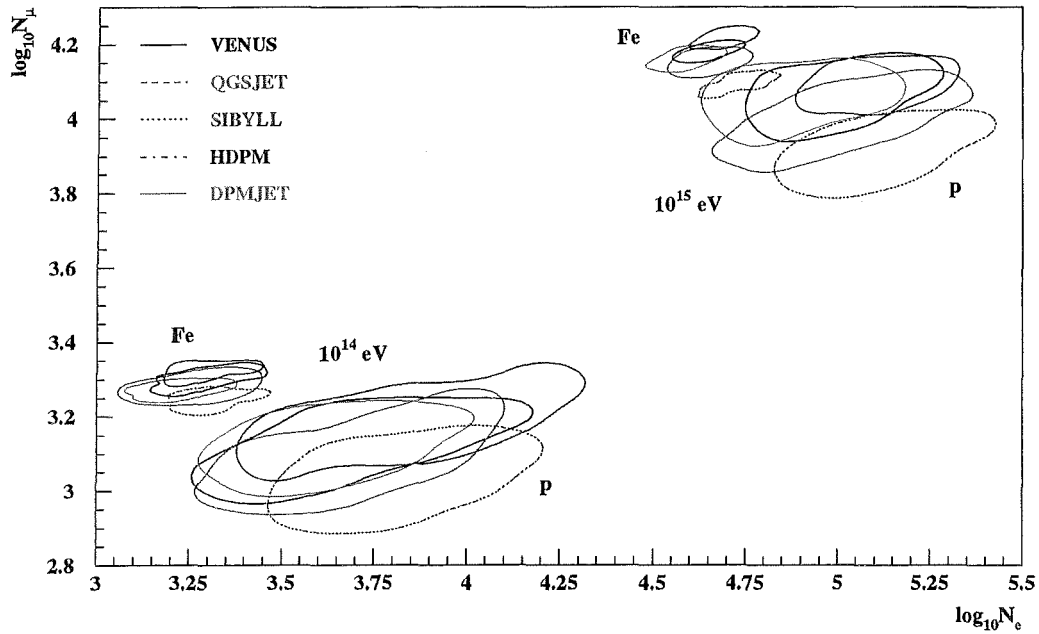 log10Nμ
4.2
4
3.8
3.6
3.4
3.2
3
2.8
VENUS
QGSJET
SIBYLL
HDPM
DPMJET
Fe
10^15 eV
p
Fe
10^14 eV
p
3 3.25 3.5 3.75 4 4.25 4.5 4.75 5 5.25 5.5
log10Ne